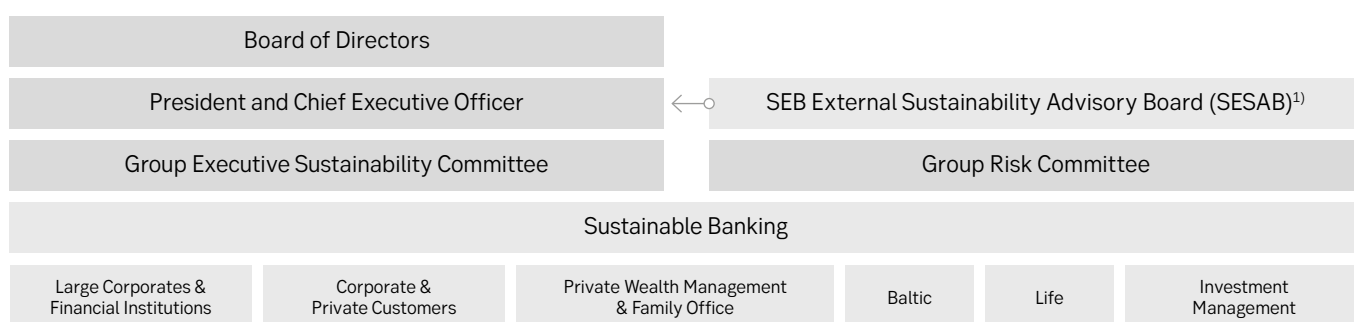 Board of Directors
President and Chief Executive Officer
SEB External Sustainability Advisory Board (SESAB)1)
Group Executive Sustainability Committee
Group Risk Committee
Sustainable Banking
Large Corporates &
Financial Institutions
Corporate &
Private Customers
Private Wealth Management
& Family Office
Baltic
Life
Investment
Management